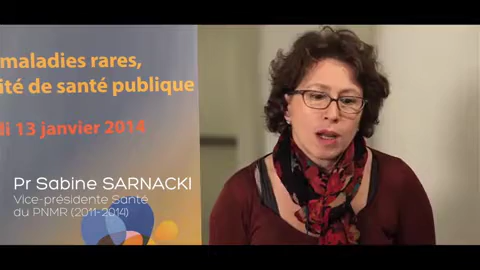 maladies rares,
ité de santé publique
di 13 janvier 2014
Pr Sabine SARNACKI
Vice-présidente Santé
du PNMR (2011-2014)